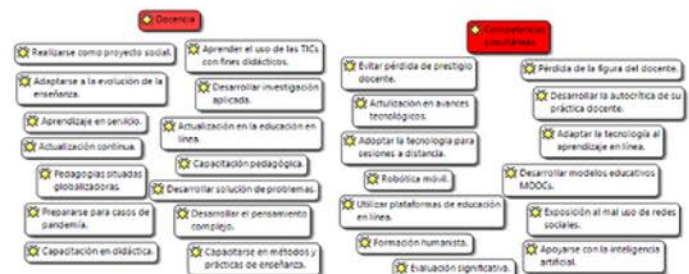 Docencia
Realizarse como proyecto social.
Adaptarse a la evolución de la
enseñanza.
Aprendizaje en servicio.
Actualización continua.
Pedagogías situadas
globalizadoras.
Prepararse para casos de
pandemia.
Capacitación en didáctica.
Aprender el uso de las TICs
con fines didácticos.
Desarrollar investigación
aplicada.
Actualización en la educación en
línea.
Capacitación pedagógica.
Desarrollar solución de problemas.
Desarrollar el pensamiento
complejo.
Capacitarse en métodos y
prácticas de enseñanza.
Competencias
Evitar pérdida de prestigio
docente.
Actulización en avances
tecnológicos.
Adoptar la tecnología para
sesiones a distancia.
Robótica móvil.
Utilizar plataformas de educación
en línea.
Formación humanista.
Evaluación significativa.
Pérdida de la figura del docente.
Desarrollar la autocrítica de su
práctica docente.
Adaptar la tecnología al
aprendizaje en línea.
Desarrollar modelos educativos
MOOCs.
Exposición al mal uso de redes
sociales.
Apoyarse con la inteligencia
artificial.